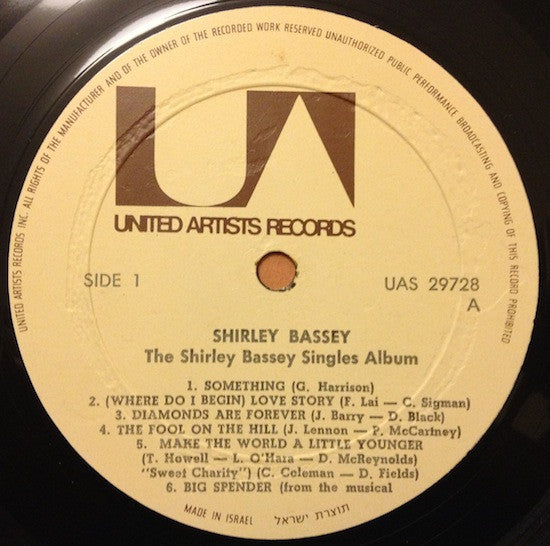 UNITED ARTISTS RECORDS INC. ALL RIGHTS OF THE MANUFACTURER AND OF THE OWNER OF THE RECORDED WORK RESERVED UNAUTHORIZED PUBLIC PERFORMANCE BROADCASTING AND COPYING OF THIS RECORD PROHIBITED
UA
UNITED ARTISTS RECORDS
SIDE 1
UAS 29728
A
SHIRLEY BASSEY
The Shirley Bassey Singles Album
1. SOMETHING (G. Harrison)
2. (WHERE DO I BEGIN) LOVE STORY (F. Lai — C. Sigman)
3. DIAMONDS ARE FOREVER (J. Barry — D. Black)
4. THE FOOL ON THE HILL (J. Lennon — P. McCartney)
5. MAKE THE WORLD A LITTLE YOUNGER
(T. Howell — L. O'Hara — D. McReynolds)
"Sweat Charity") (C. Coleman — D. Fields)
6. BIG SPENDER (from the musical
MADE IN ISRAEL תוצרת ישראל